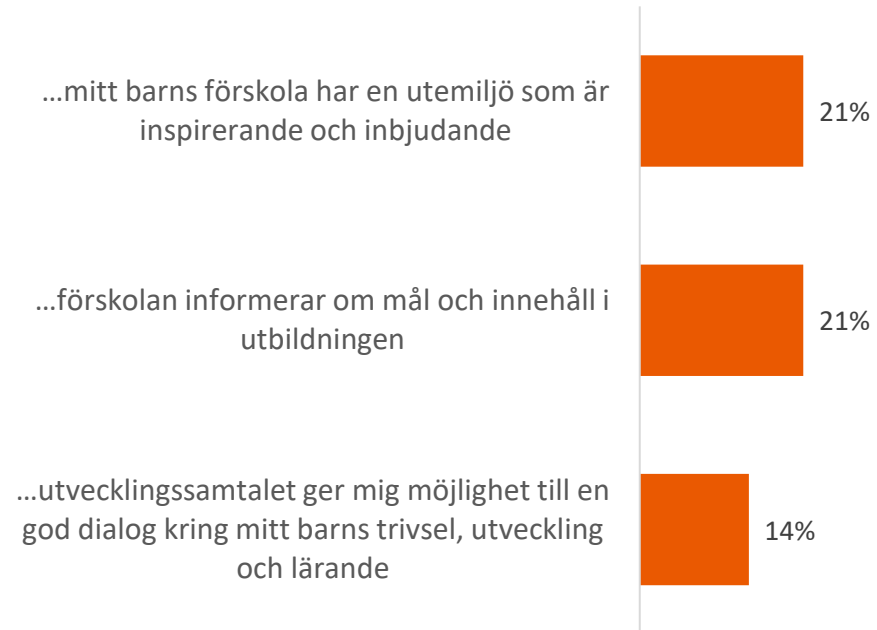 ...mitt barns förskola har en utemiljö som är
inspirerande och inbjudande
21%
...förskolan informerar om mål och innehåll i
utbildningen
21%
...utvecklingssamtalet ger mig möjlighet till en
god dialog kring mitt barns trivsel, utveckling
och lärande
14%